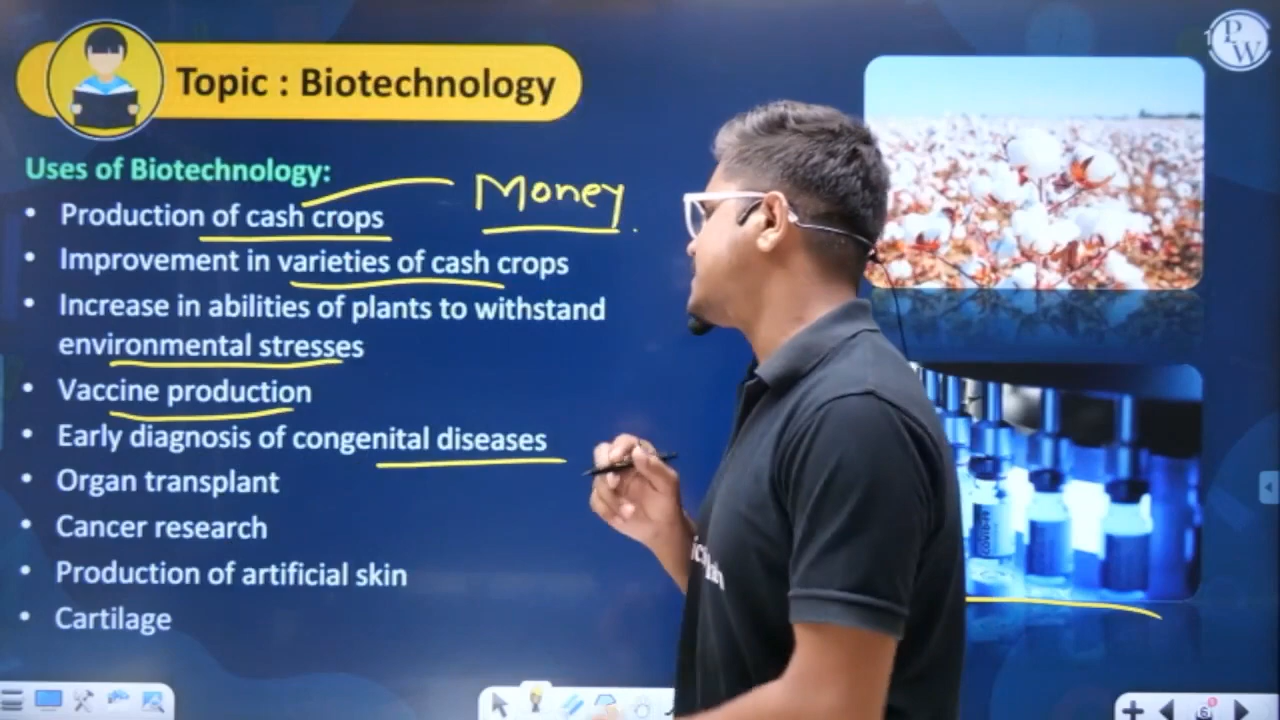 PW
Topic : Biotechnology
Uses of Biotechnology:
Money
• Production of cash crops
• Improvement in varieties of cash crops
• Increase in abilities of plants to withstand
environmental stresses
• Vaccine production
• Early diagnosis of congenital diseases
• Organ transplant
• Cancer research
• Production of artificial skin
• Cartilage